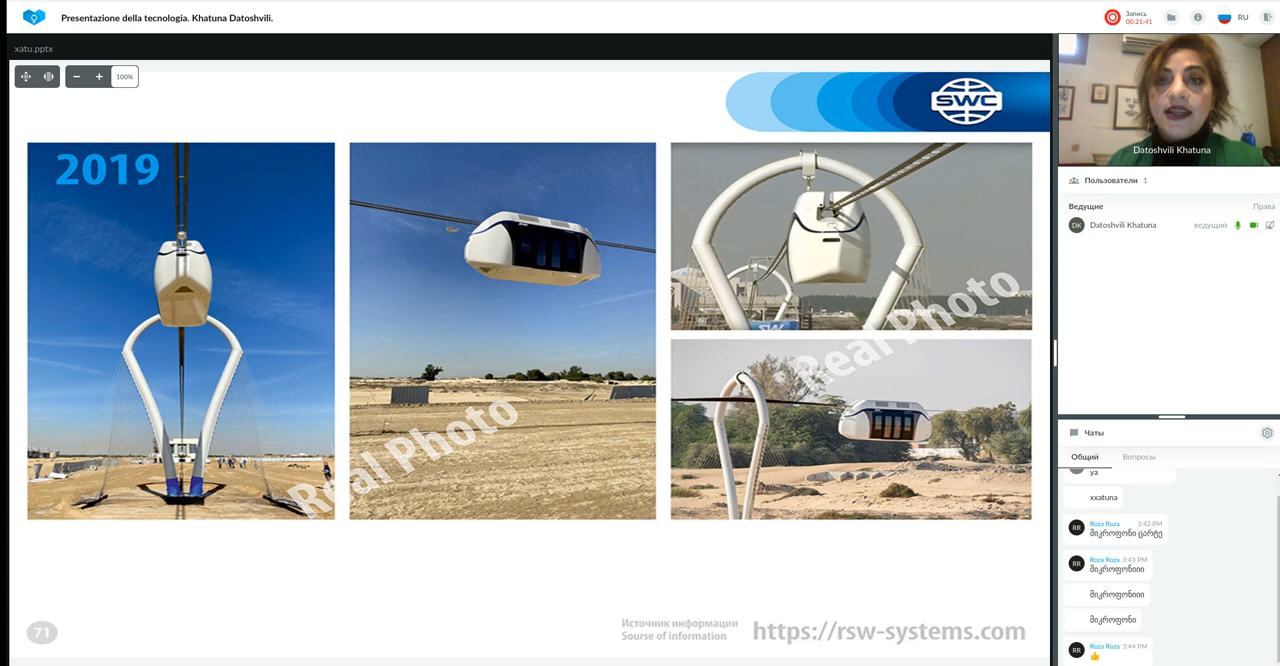 Presentazione della tecnologia. Khatuna Datoshvili.
Запись
00:21:41
RU
xatu.pptx
100%
SWC
2019
Real Photo
Real Photo
SW
71
Источник информации
Sourse of information
https://rsw-systems.com
Datoshvili Khatuna
Пользователи 1
Ведущие
Права
DK
Datoshvili Khatuna
ведущий
Чаты
Общий
Вопросы
ya
xxatuna
RR
Roza Roza 3:42 PM
მიკროფონი ცარტე
RR
Roza Roza 3:43 PM
მიკროფონიიი
მიკროფონიიი
მიკროფონი
RR
Roza Roza 3:44 PM
👍